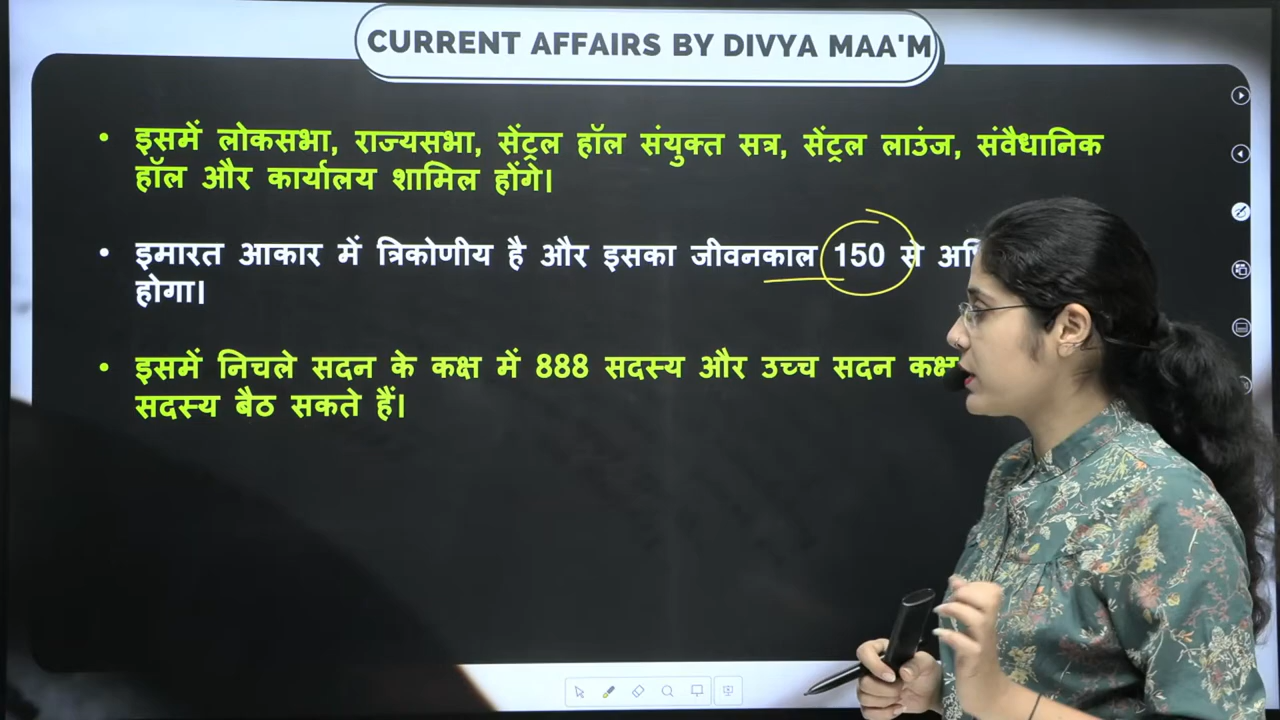 CURRENT AFFAIRS BY DIVYA MAA'M
• इसमें लोकसभा, राज्यसभा, सेंट्रल हॉल संयुक्त सत्र, सेंट्रल लाउंज, संवैधानिक
हॉल और कार्यालय शामिल होंगे।
• इमारत आकार में त्रिकोणीय है और इसका जीवनकाल 150 से
होगा।
• इसमें निचले सदन के कक्ष में 888 सदस्य और उच्च सदन
सदस्य बैठ सकते हैं।